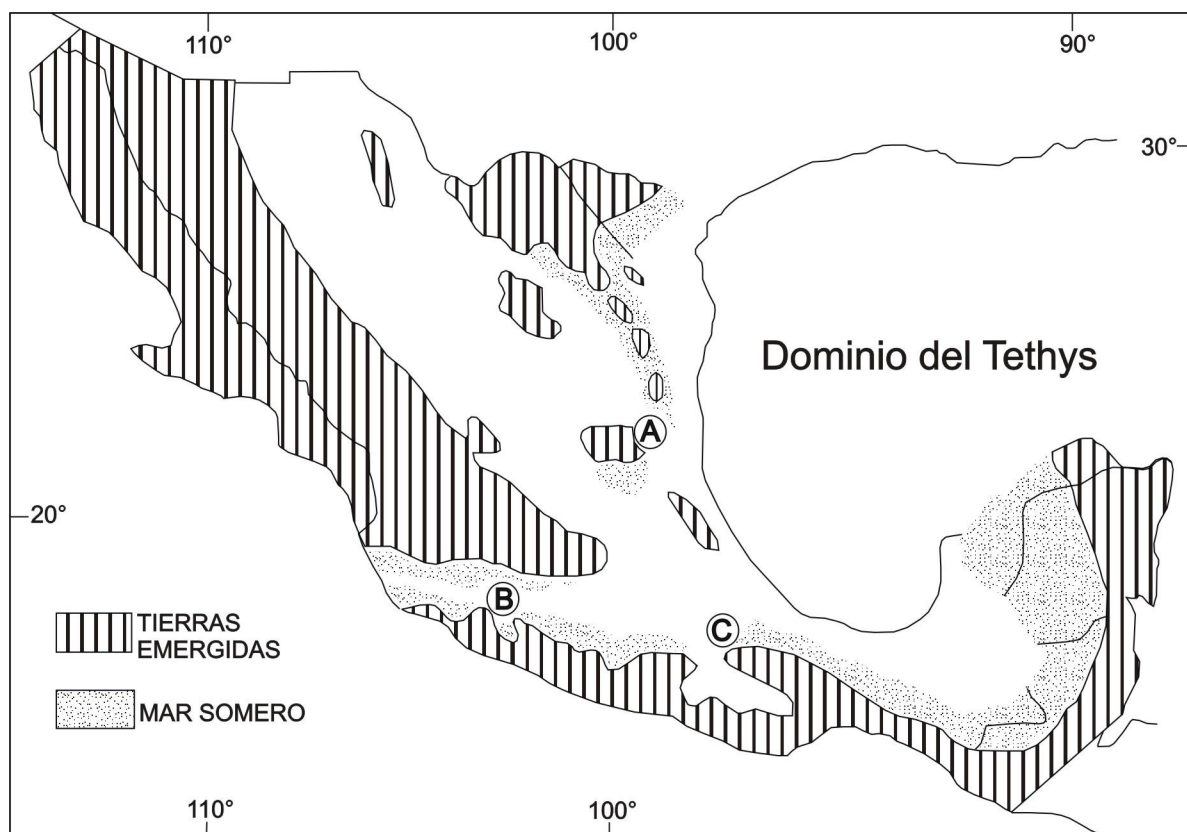 110°
100°
90°
30°
Dominio del Tethys
A
20°
B
C
TIERRAS
EMERGIDAS
MAR SOMERO
110°
100°